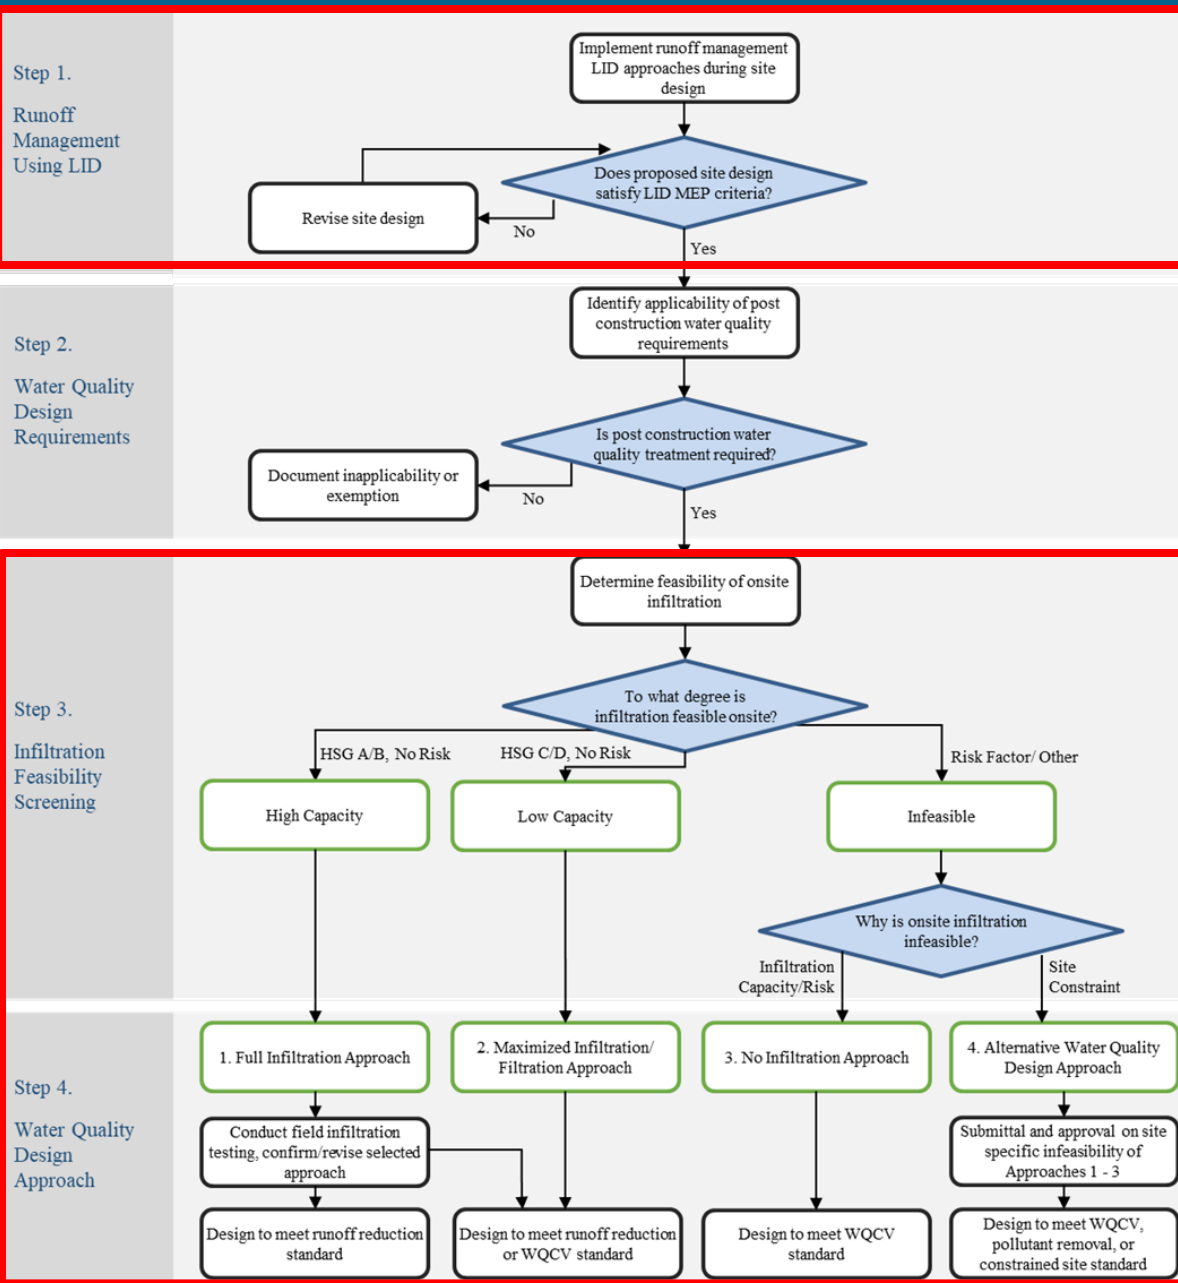 Step 1.
Runoff
Management
Using LID
Implement runoff management
LID approaches during site
design
Does proposed site design
satisfy LID MEP criteria?
Revise site design
No
Yes
Step 2.
Water Quality
Design
Requirements
Identify applicability of post
construction water quality
requirements
Is post construction water
quality treatment required?
Document inapplicability or
exemption
No
Yes
Step 3.
Infiltration
Feasibility
Screening
Determine feasibility of onsite
infiltration
To what degree is
infiltration feasible onsite?
HSG A/B, No Risk
HSG C/D, No Risk
Risk Factor/ Other
High Capacity
Low Capacity
Infeasible
Why is onsite infiltration
infeasible?
Infiltration
Capacity/Risk
Site
Constraint
Step 4.
Water Quality
Design
Approach
1. Full Infiltration Approach
2. Maximized Infiltration/
Filtration Approach
3. No Infiltration Approach
4. Alternative Water Quality
Design Approach
Conduct field infiltration
testing, confirm/revise selected
approach
Submittal and approval on site
specific infeasibility of
Approaches 1 - 3
Design to meet runoff reduction
standard
Design to meet runoff reduction
or WQCV standard
Design to meet WQCV
standard
Design to meet WQCV,
pollutant removal, or
constrained site standard